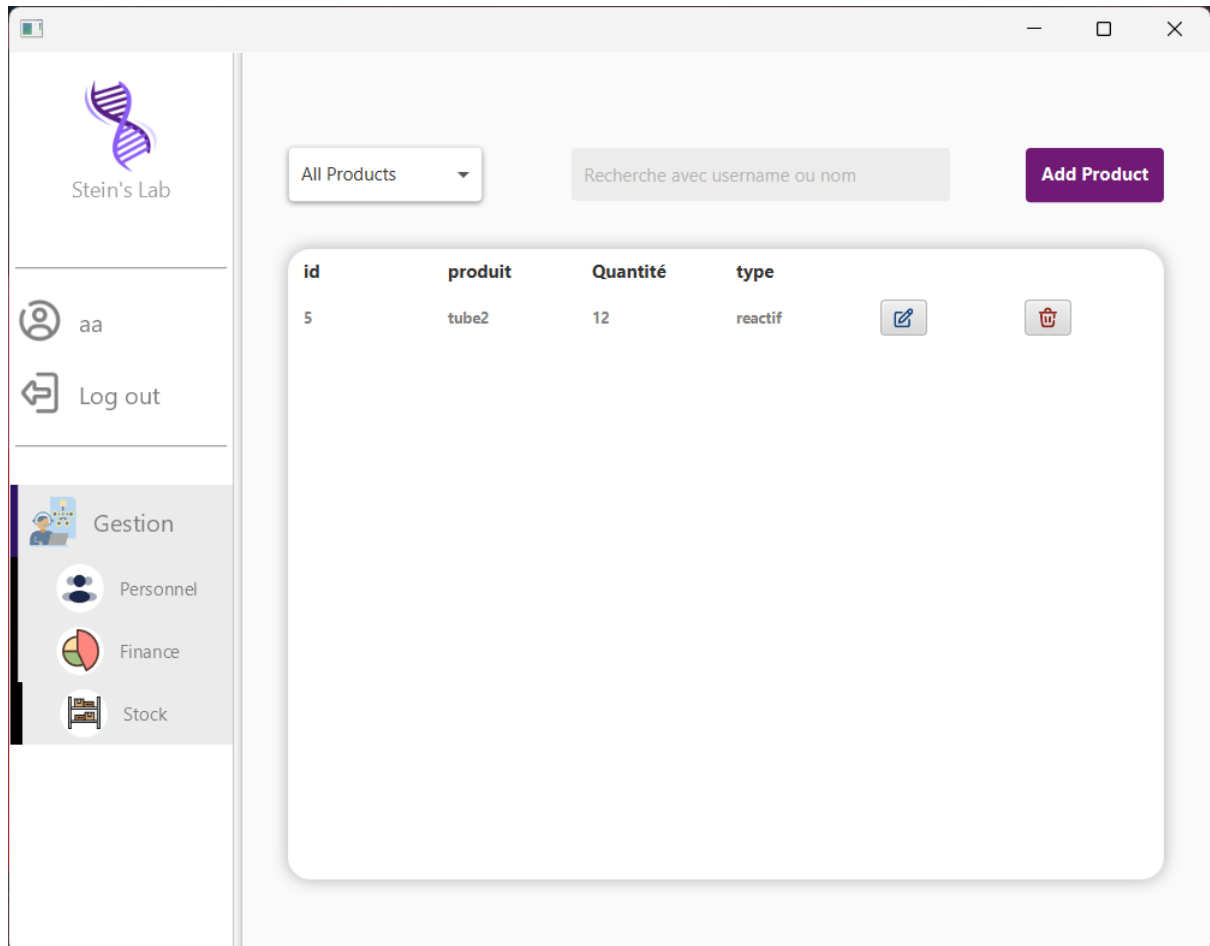 Stein's Lab
aa
Log out
Gestion
Personnel
Finance
Stock
All Products
Recherche avec username ou nom
Add Product
id produit Quantité type
5 tube2 12 reactif